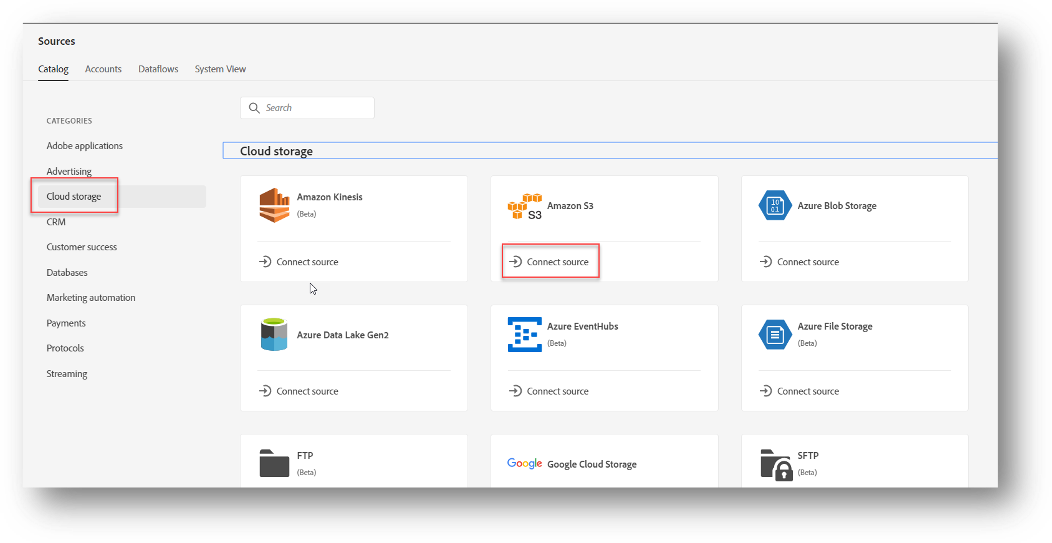 Sources
Catalog Accounts Dataflows System View
Search
CATEGORIES
Adobe applications
Advertising
Cloud storage
CRM
Customer success
Databases
Marketing automation
Payments
Protocols
Streaming
Cloud storage
Amazon Kinesis
(Beta)
Connect source
S3
Amazon S3
Connect source
10
01
Azure Blob Storage
Connect source
Azure Data Lake Gen2
Connect source
Azure EventHubs
(Beta)
Connect source
Azure File Storage
(Beta)
Connect source
FTP
(Beta)
Google Google Cloud Storage
SFTP
(Beta)